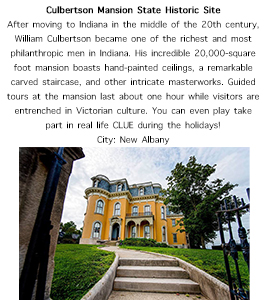 Culbertson Mansion State Historic Site
After moving to Indiana in the middle of the 20th century,
William Culbertson became one of the richest and most
philanthropic men in Indiana. His incredible 20,000-square
foot mansion boasts hand-painted ceilings, a remarkable
carved staircase, and other intricate masterworks. Guided
tours at the mansion last about one hour while visitors are
entrenched in Victorian culture. You can even play take
part in real life CLUE during the holidays!
City: New Albany